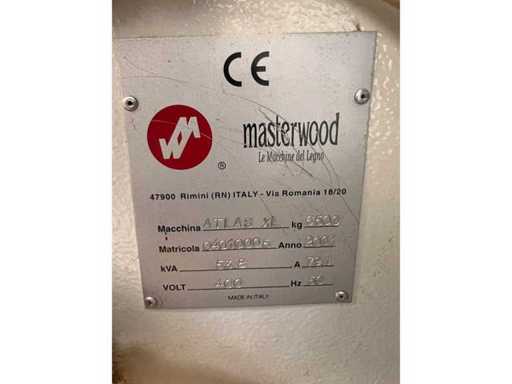 CE
masterwood
Le Macchine del Legno
®
47900 Rimini (RN) ITALY - Via Romania 18/20
Macchina ATLAS XL kg
Matricola Anno
kVA A
VOLT 400 Hz 50
MADE IN ITALY